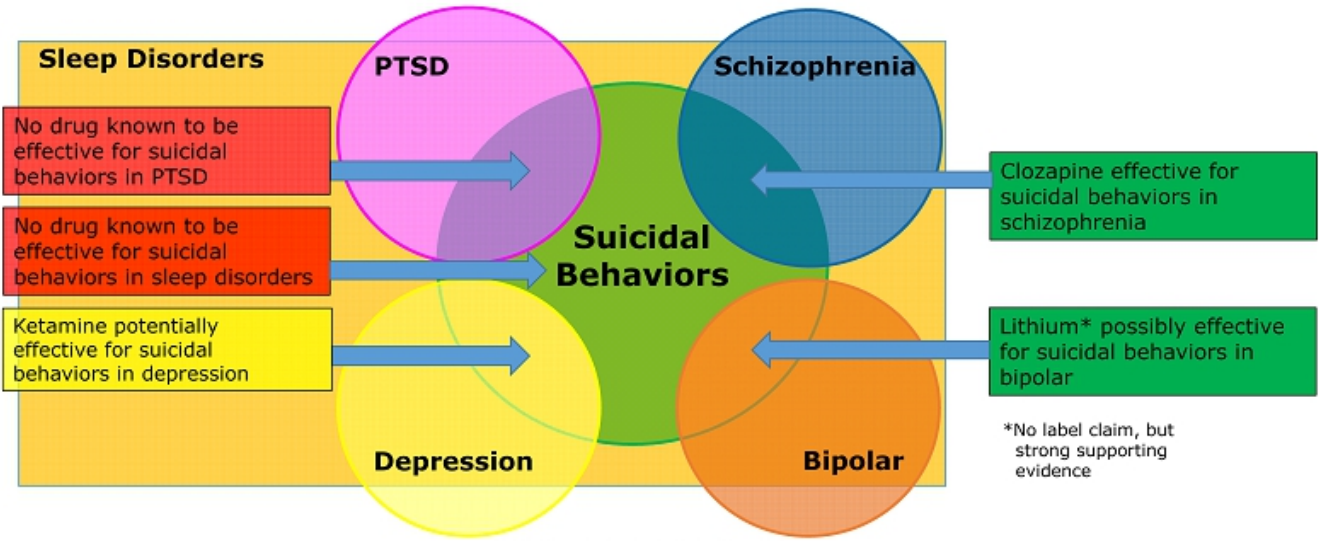 Sleep Disorders
PTSD
Schizophrenia
No drug known to be
effective for suicidal
behaviors in PTSD
Clozapine effective for
suicidal behaviors in
schizophrenia
No drug known to be
effective for suicidal
behaviors in sleep disorders
Suicidal
Behaviors
Ketamine potentially
effective for suicidal
behaviors in depression
Lithium* possibly effective
for suicidal behaviors in
bipolar
Depression
Bipolar
*No label claim, but
strong supporting
evidence